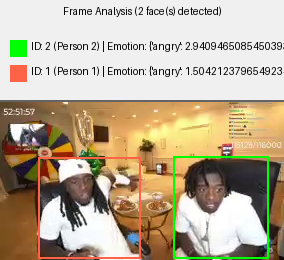 Frame Analysis (2 face(s) detected)
ID: 2 (Person 2) | Emotion: {'angry': 2.940946508545039
ID: 1 (Person 1) | Emotion: {'angry': 1.504212379654923
52:51:57